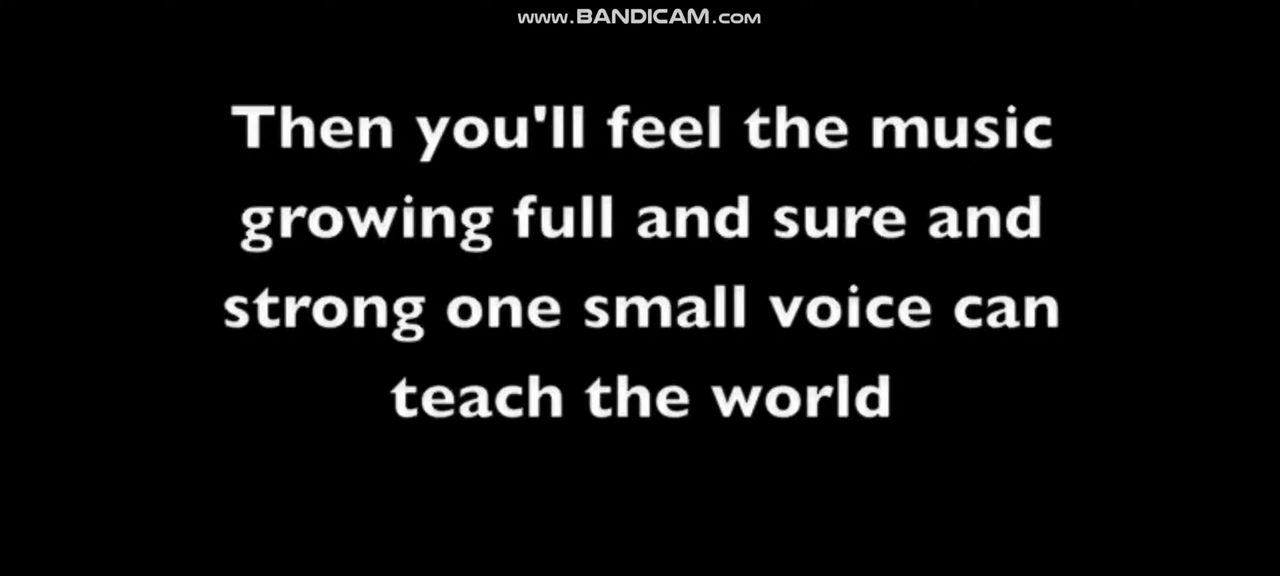 www.BANDICAM.com
Then you'll feel the music
growing full and sure and
strong one small voice can
teach the world